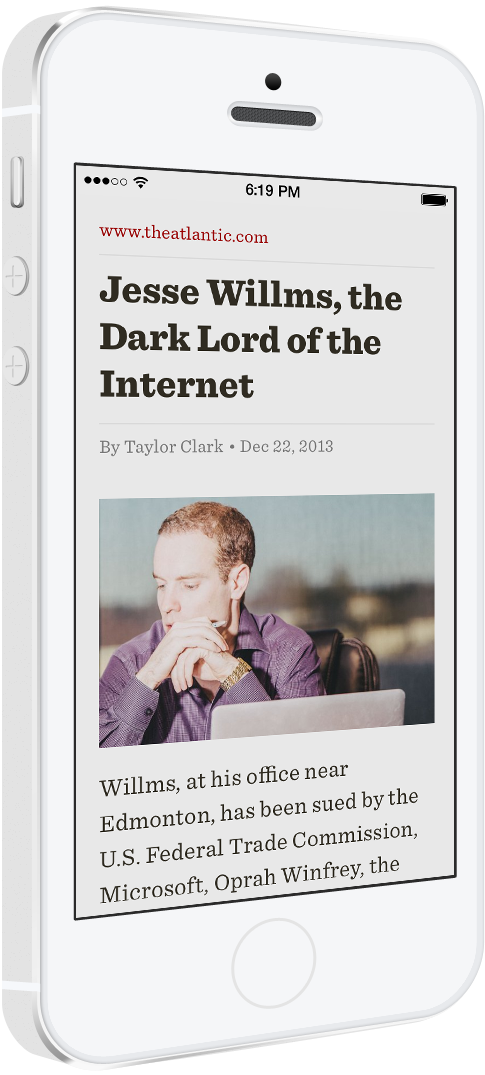 6:19 PM
www.theatlantic.com
Jesse Willms, the
Dark Lord of the
Internet
By Taylor Clark • Dec 22, 2013
Willms, at his office near
Edmonton, has been sued by the
U.S. Federal Trade Commission,
Microsoft, Oprah Winfrey, the